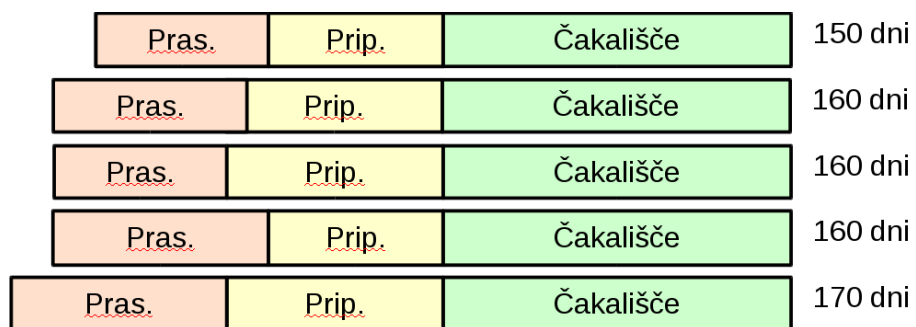 Pras. Prip. Čakališče 150 dni
Pras. Prip. Čakališče 160 dni
Pras. Prip. Čakališče 160 dni
Pras. Prip. Čakališče 160 dni
Pras. Prip. Čakališče 170 dni